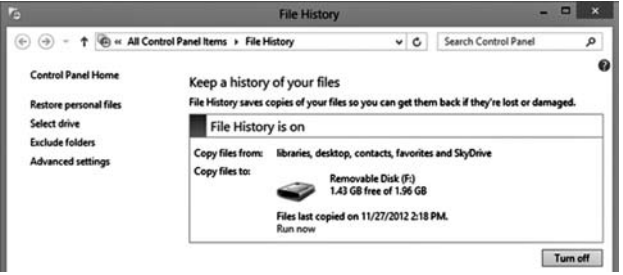 File History
« All Control Panel Items File History
Search Control Panel
Control Panel Home
Restore personal files
Select drive
Exclude folders
Advanced settings
Keep a history of your files
File History saves copies of your files so you can get them back if they're lost or damaged.
File History is on
Copy files from: libraries, desktop, contacts, favorites and SkyDrive
Copy files to:
Removable Disk (F:)
1.43 GB free of 1.96 GB
Files last copied on 11/27/2012 2:18 PM.
Run now
Turn off